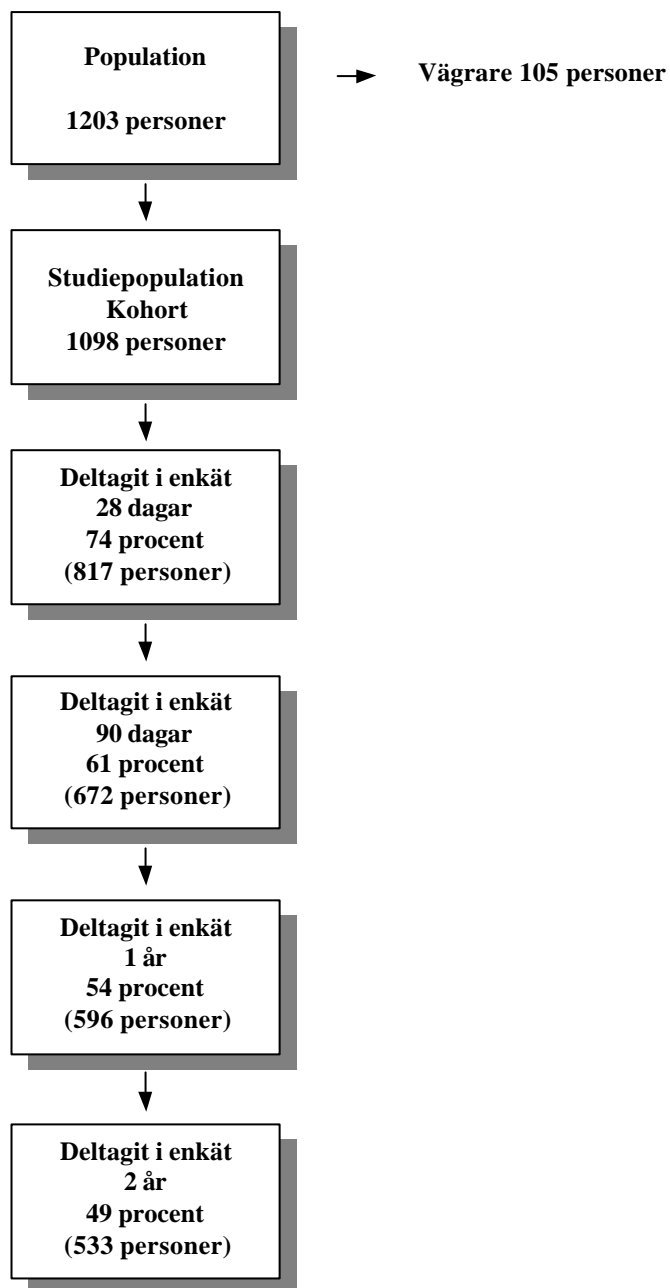 Population
1203 personer
Vägrare 105 personer
Studiepopulation
Kohort
1098 personer
Deltagit i enkät
28 dagar
74 procent
(817 personer)
Deltagit i enkät
90 dagar
61 procent
(672 personer)
Deltagit i enkät
1 år
54 procent
(596 personer)
Deltagit i enkät
2 år
49 procent
(533 personer)